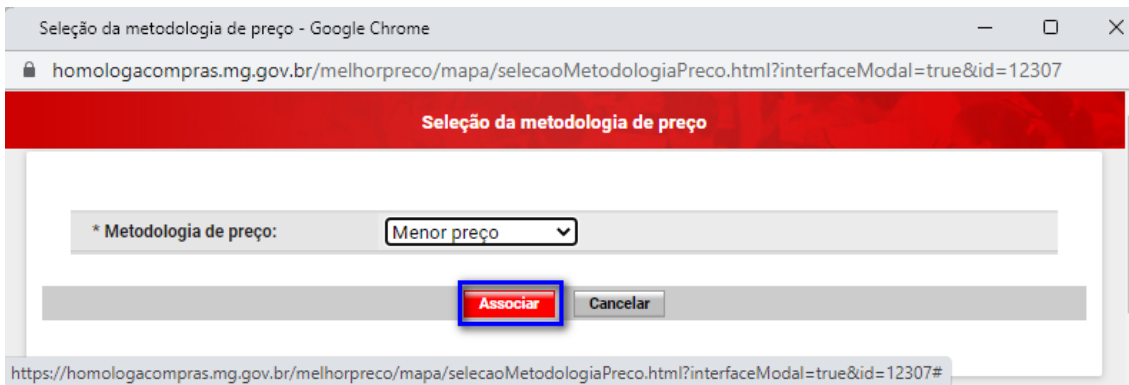 Seleção da metodologia de preço - Google Chrome
homologacompras.mg.gov.br/melhorpreco/mapa/selecaoMetodologiaPreco.html?interfaceModal=true&id=12307
Seleção da metodologia de preço
* Metodologia de preço: Menor preço
Associar Cancelar
https://homologacompras.mg.gov.br/melhorpreco/mapa/selecaoMetodologiaPreco.html?interfaceModal=true&id=12307#